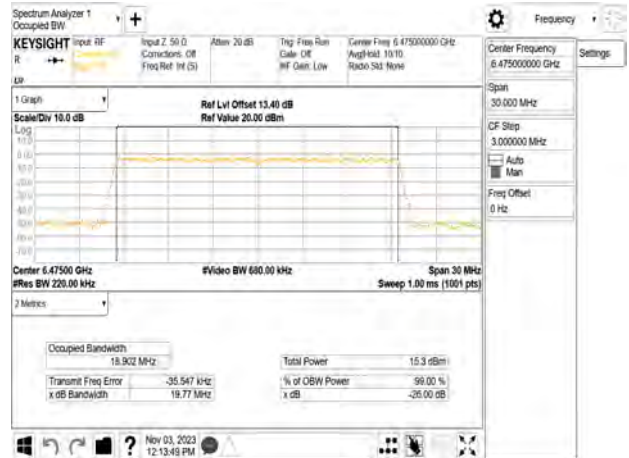 Spectrum Analyzer 1
Occupied BW
+
Frequency
KEYSIGHT
Input: RF
Input Z: 50 Ω
Corrections: Off
Freq Ref: Int (S)
Atten: 20 dB
Trig: Free Run
Gate: Off
#IF Gain: Low
Center Freq: 6.475000000 GHz
Avg|Hold: 10/10
Radio Std: None
R
Center Frequency
6.475000000 GHz
Settings
Span
30.000 MHz
CF Step
3.000000 MHz
Auto
Man
Freq Offset
0 Hz
1 Graph
Scale/Div 10.0 dB
Ref Lvl Offset 13.40 dB
Ref Value 20.00 dBm
Log
Center 6.47500 GHz
#Video BW 680.00 kHz
Span 30 MHz
#Res BW 220.00 kHz
Sweep 1.00 ms (1001 pts)
2 Metrics
Occupied Bandwidth
18.902 MHz
Total Power
15.3 dBm
Transmit Freq Error
-35.547 kHz
% of OBW Power
99.00 %
x dB Bandwidth
19.77 MHz
x dB
-26.00 dB
?
Nov 03, 2023
12:13:49 PM